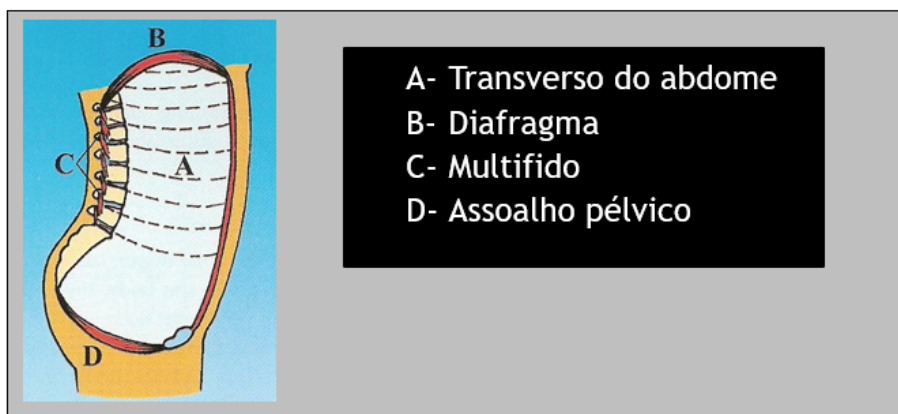 B
C
A
D
A- Transverso do abdome
B- Diafragma
C- Multifido
D- Assoalho pélvico